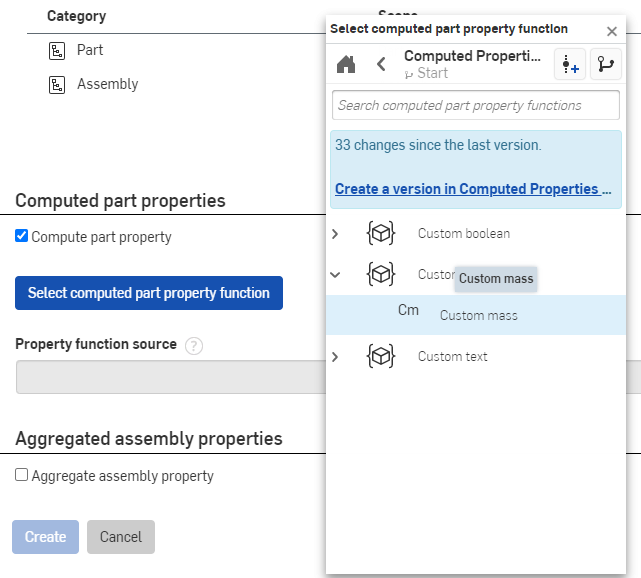 Category
Part
Assembly
Computed part properties
Compute part property
Select computed part property function
Property function source ?
Aggregated assembly properties
Aggregate assembly property
Create Cancel
Select computed part property function
Computed Properti...
Start
Search computed part property functions
33 changes since the last version.
Create a version in Computed Properties ...
Custom boolean
Custom mass
Cm Custom mass
Custom text